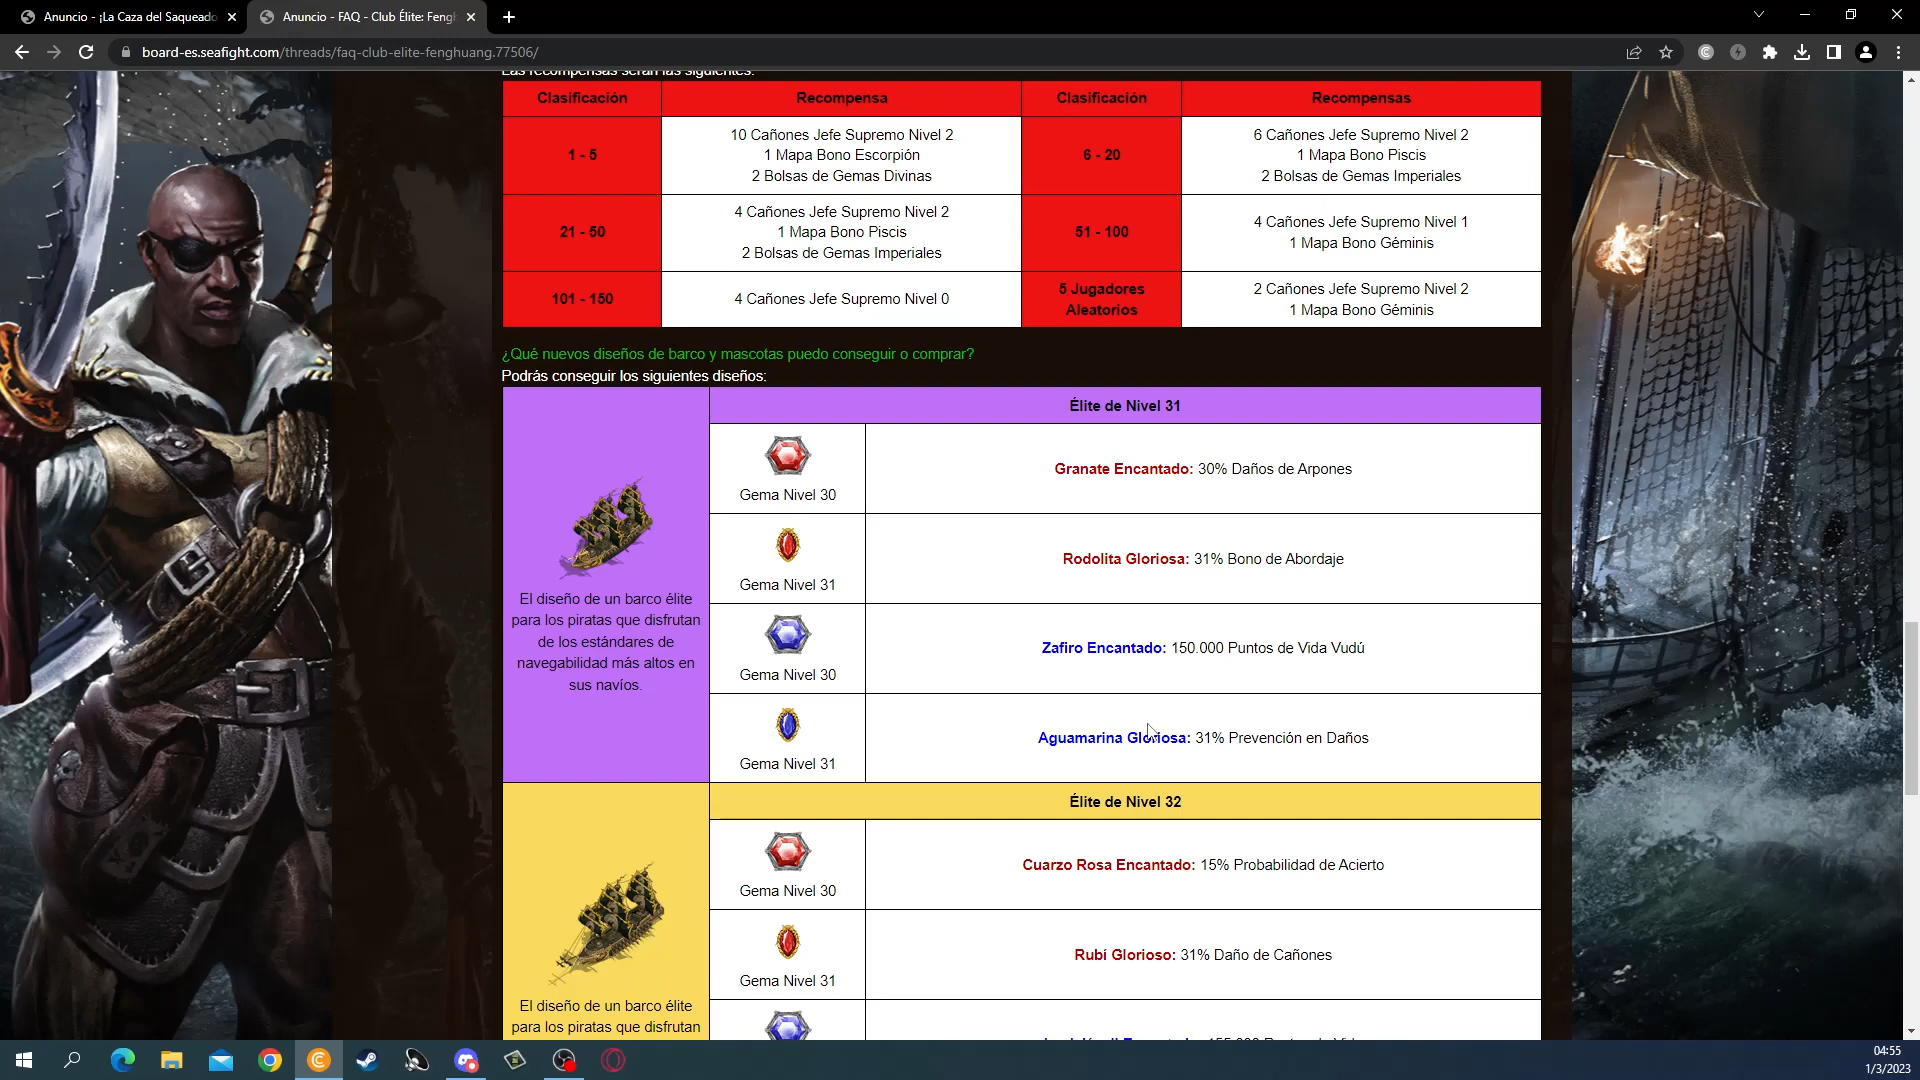 Anuncio - ¡La Caza del Saqueado
Anuncio - FAQ - Club Élite: Fengh
board-es.seafight.com/threads/faq-club-elite-fenghuang.77506/
Las recompensas serán las siguientes:
Clasificación
Recompensa
Clasificación
Recompensas
1 - 5
10 Cañones Jefe Supremo Nivel 2
1 Mapa Bono Escorpión
2 Bolsas de Gemas Divinas
6 - 20
6 Cañones Jefe Supremo Nivel 2
1 Mapa Bono Piscis
2 Bolsas de Gemas Imperiales
21 - 50
4 Cañones Jefe Supremo Nivel 2
1 Mapa Bono Piscis
2 Bolsas de Gemas Imperiales
51 - 100
4 Cañones Jefe Supremo Nivel 1
1 Mapa Bono Géminis
101 - 150
4 Cañones Jefe Supremo Nivel 0
5 Jugadores
Aleatorios
2 Cañones Jefe Supremo Nivel 2
1 Mapa Bono Géminis
¿Qué nuevos diseños de barco y mascotas puedo conseguir o comprar?
Podrás conseguir los siguientes diseños:
El diseño de un barco élite
para los piratas que disfrutan
de los estándares de
navegabilidad más altos en
sus navíos.
Élite de Nivel 31
Gema Nivel 30
Granate Encantado: 30% Daños de Arpones
Gema Nivel 31
Rodolita Gloriosa: 31% Bono de Abordaje
Gema Nivel 30
Zafiro Encantado: 150.000 Puntos de Vida Vudú
Gema Nivel 31
Aguamarina Gloriosa: 31% Prevención en Daños
El diseño de un barco élite
para los piratas que disfrutan
Élite de Nivel 32
Gema Nivel 30
Cuarzo Rosa Encantado: 15% Probabilidad de Acierto
Gema Nivel 31
Rubí Glorioso: 31% Daño de Cañones
04:55
1/3/2023